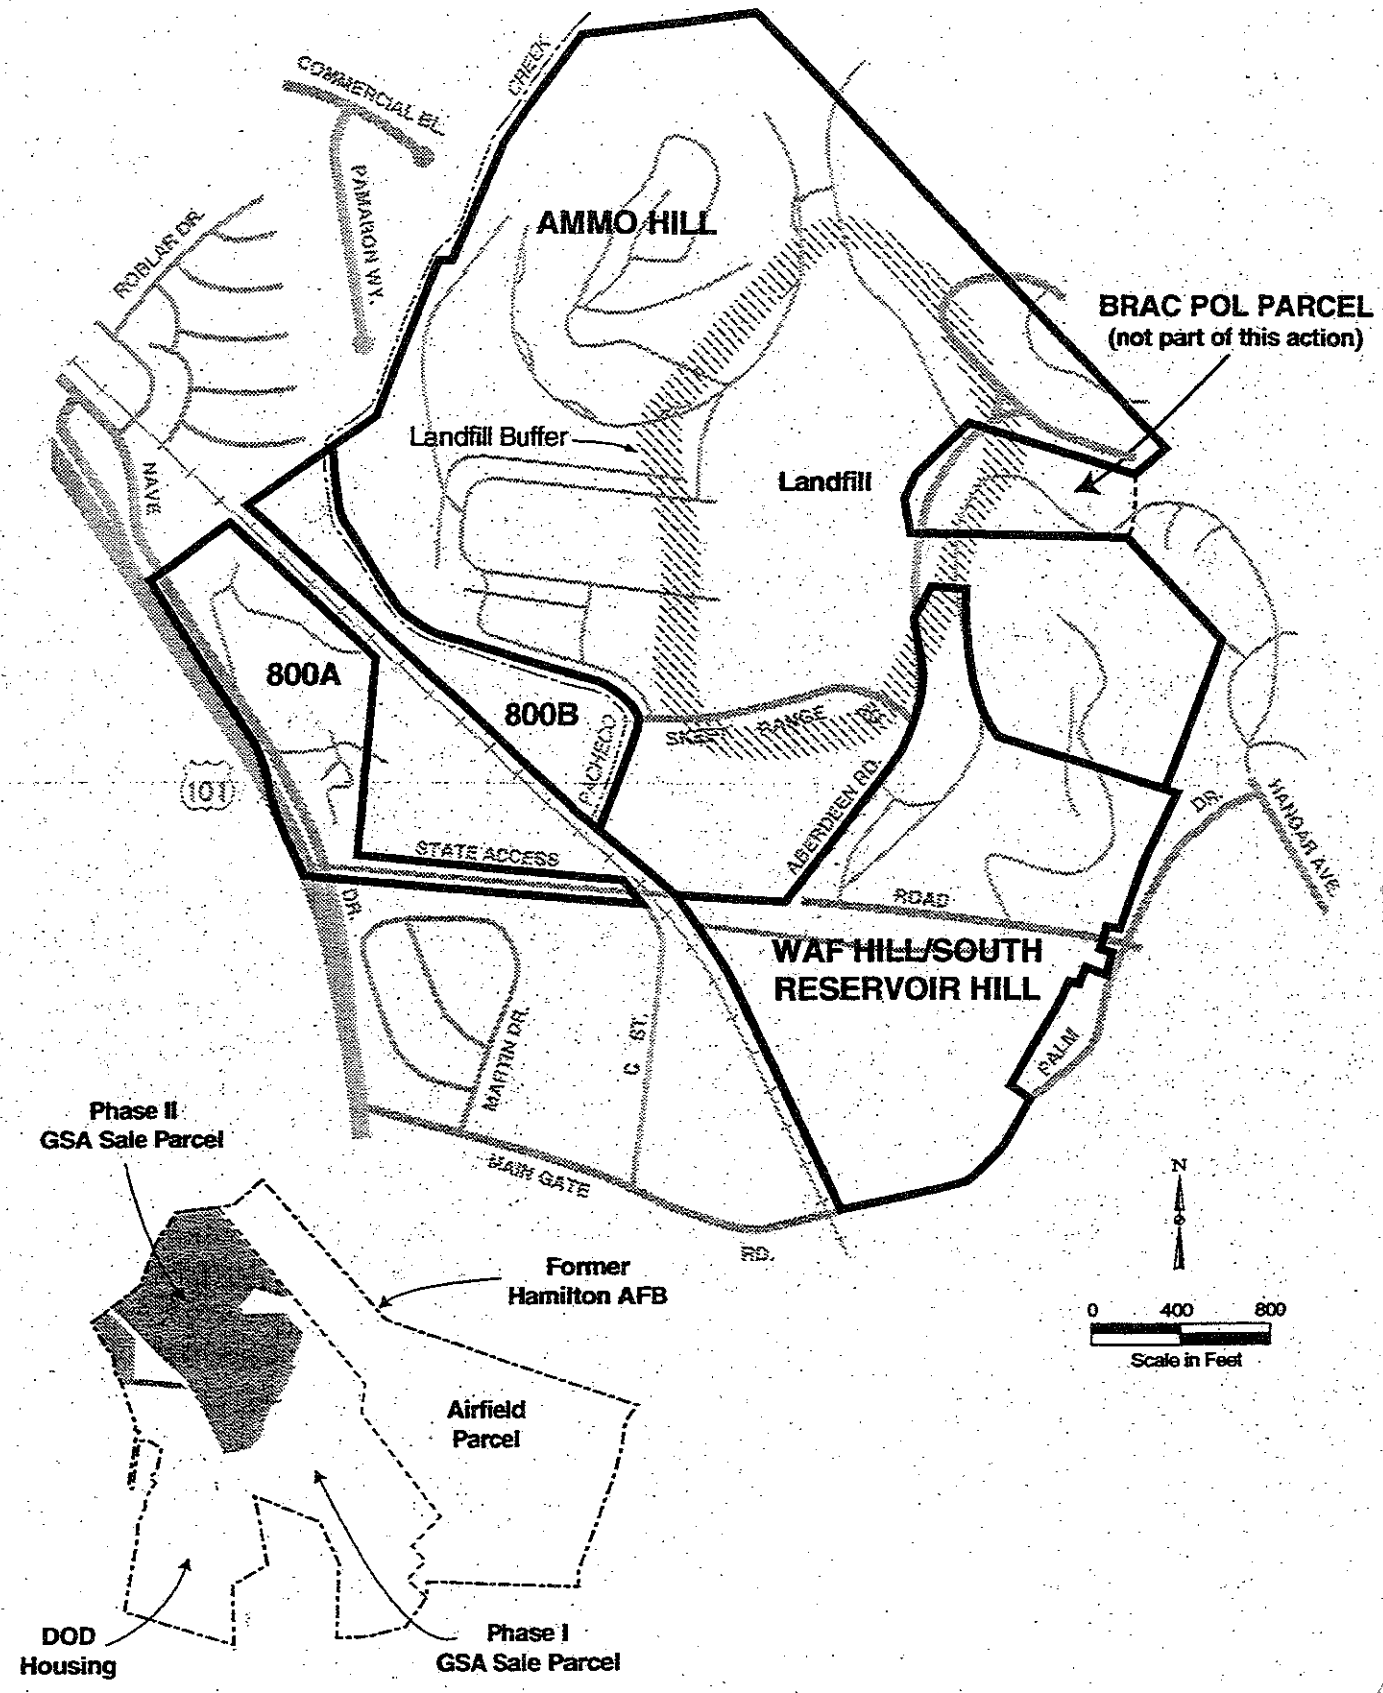 COMMERCIAL BL.
CREEK
PAMARON WY.
ROBLAR DR.
AMMO HILL
BRAC POL PARCEL
(not part of this action)
Landfill Buffer
Landfill
NAVE
800A
800B
PACHECO
SKEET RANGE RD.
101
ABERDEEN RD.
DR.
HANGAR AVE.
STATE ACCESS
ROAD
DR.
WAF HILL/SOUTH
RESERVOIR HILL
C ST.
MARTIN DR.
PALM
MAIN GATE
RD.
Phase II
GSA Sale Parcel
N
Former
Hamilton AFB
0 400 800
Scale in Feet
Airfield
Parcel
DOD
Housing
Phase I
GSA Sale Parcel